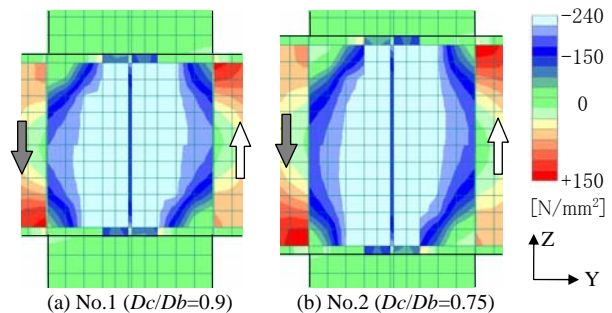 -240
-150
0
+150
[N/mm²]
Z
Y
(a) No.1 (Dc/Db=0.9)
(b) No.2 (Dc/Db=0.75)